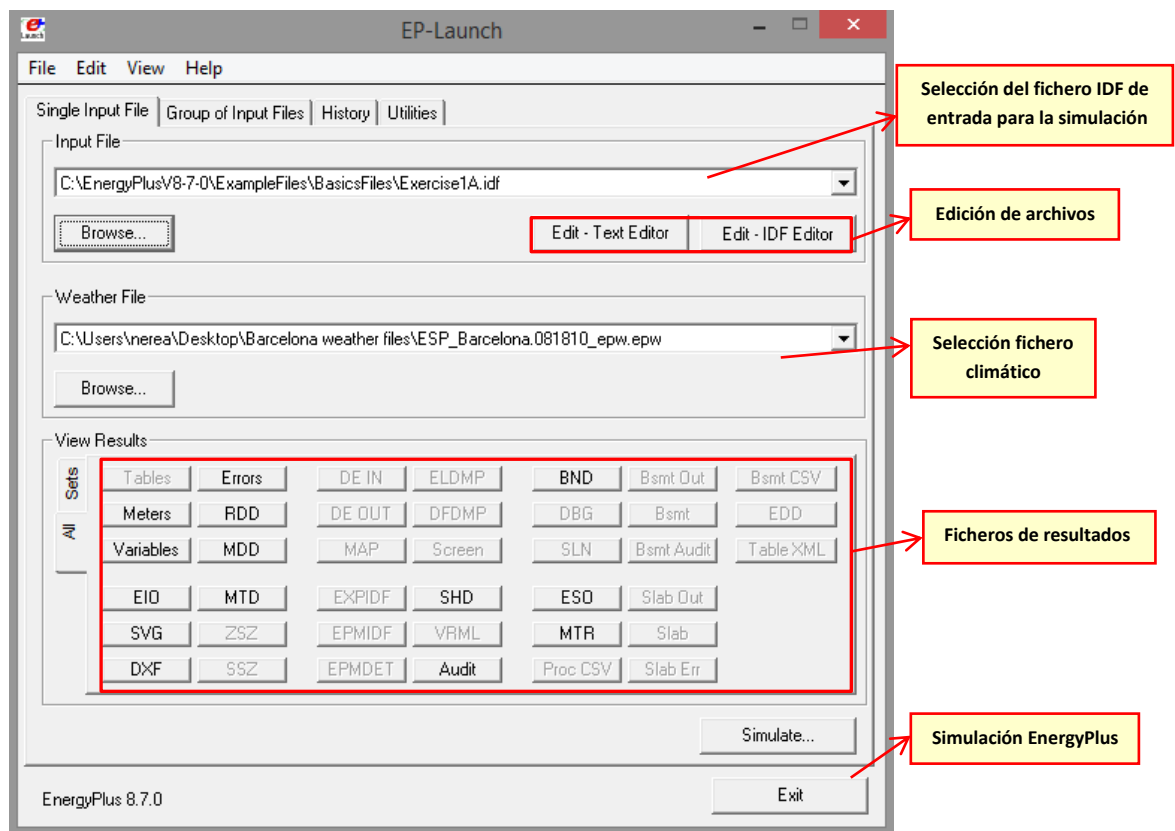 EP-Launch
File Edit View Help
Single Input File Group of Input Files History Utilities
Input File
C:\EnergyPlusV8-7-0\ExampleFiles\BasicsFiles\Exercise1A.idf
Browse... Edit - Text Editor Edit - IDF Editor
Weather File
C:\Users\nerea\Desktop\Barcelona weather files\ESP_Barcelona.081810_epw.epw
Browse...
View Results
Sets
All
Tables Errors DE IN ELDMP BND Bsmt Out Bsmt CSV
Meters RDD DE OUT DFDMP DBG Bsmt EDD
Variables MDD MAP Screen SLN Bsmt Audit Table XML
EIO MTD EXPIDF SHD ESO Slab Out
SVG ZSZ EPMIDF VRML MTR Slab
DXF SSZ EPMDET Audit Proc CSV Slab Err
Simulate...
EnergyPlus 8.7.0 Exit
Selección del fichero IDF de
entrada para la simulación
Edición de archivos
Selección fichero
climático
Ficheros de resultados
Simulación EnergyPlus